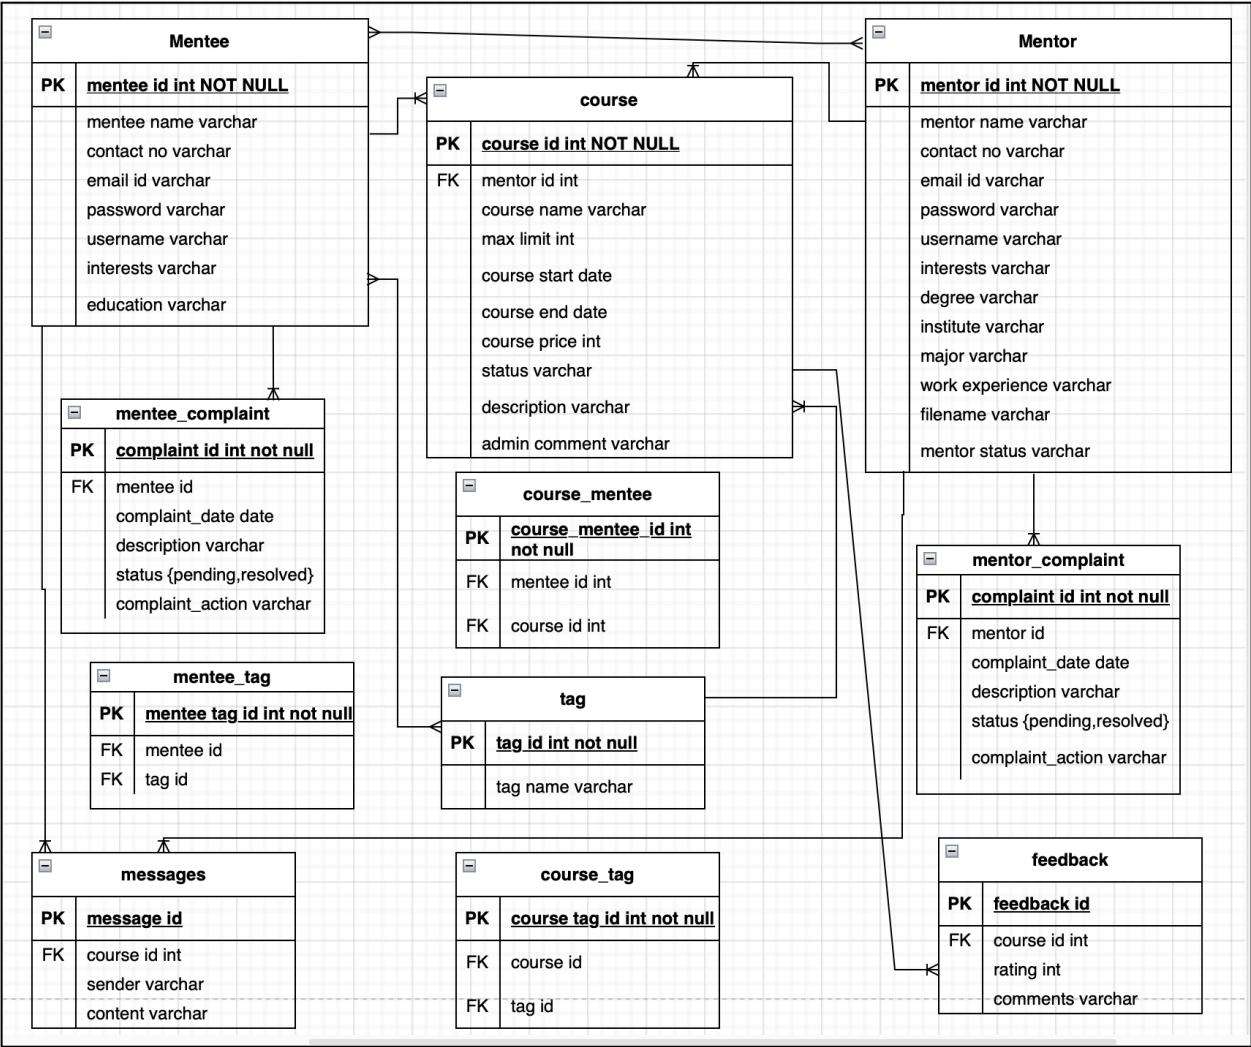 Mentee
PK mentee id int NOT NULL
mentee name varchar
contact no varchar
email id varchar
password varchar
username varchar
interests varchar
education varchar
Mentor
PK mentor id int NOT NULL
mentor name varchar
contact no varchar
email id varchar
password varchar
username varchar
interests varchar
degree varchar
institute varchar
major varchar
work experience varchar
filename varchar
mentor status varchar
course
PK course id int NOT NULL
FK mentor id int
course name varchar
max limit int
course start date
course end date
course price int
status varchar
description varchar
admin comment varchar
mentee_complaint
PK complaint id int not null
FK mentee id
complaint_date date
description varchar
status {pending,resolved}
complaint_action varchar
course_mentee
PK course_mentee_id int
not null
FK mentee id int
FK course id int
mentor_complaint
PK complaint id int not null
FK mentor id
complaint_date date
description varchar
status {pending,resolved}
complaint_action varchar
mentee_tag
PK mentee tag id int not null
FK mentee id
FK tag id
tag
PK tag id int not null
tag name varchar
messages
PK message id
FK course id int
sender varchar
content varchar
course_tag
PK course tag id int not null
FK course id
FK tag id
feedback
PK feedback id
FK course id int
rating int
comments varchar